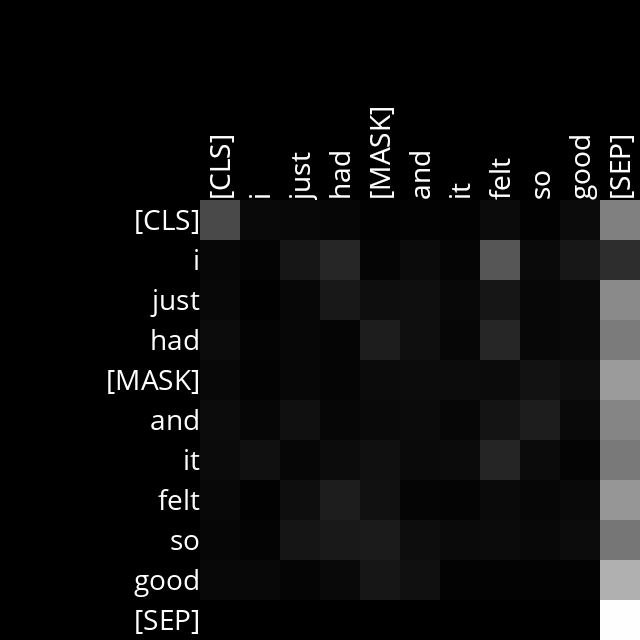 [CLS] i just had [MASK] and it felt so good [SEP]
[CLS]
i
just
had
[MASK]
and
it
felt
so
good
[SEP]